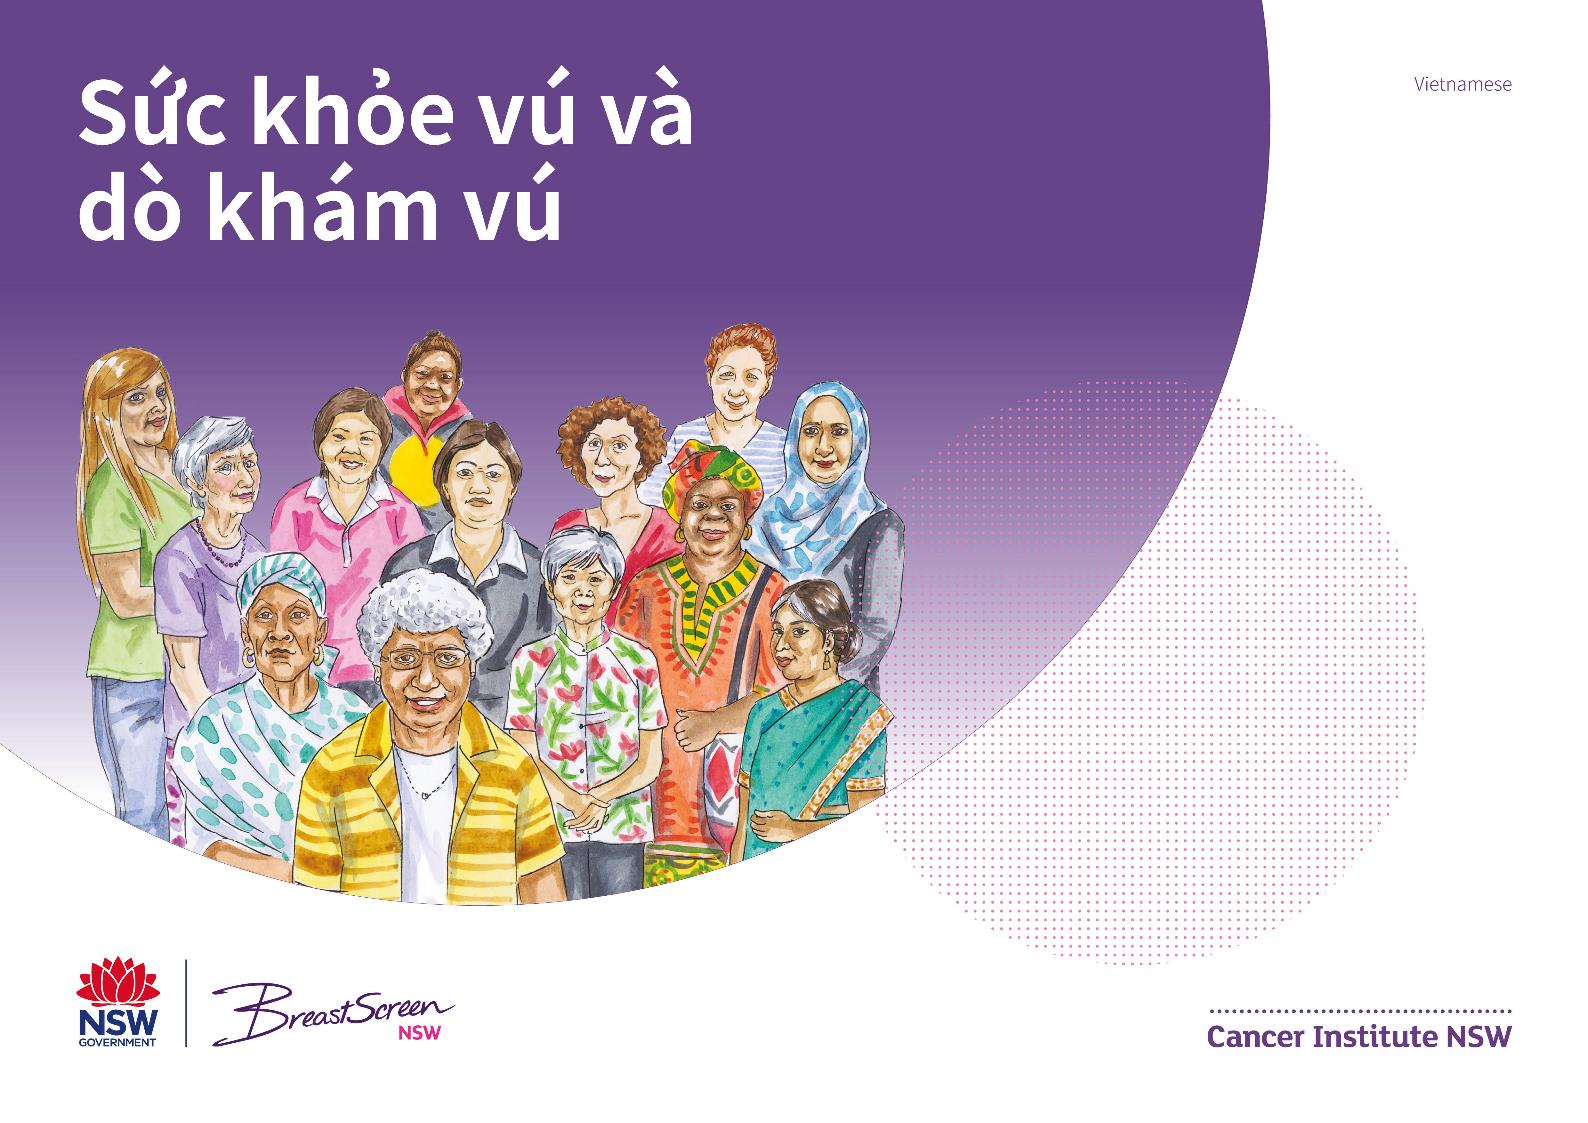 Sức khỏe vú và
dò khám vú
Vietnamese
NSW
GOVERNMENT
BreastScreen
NSW
Cancer Institute NSW